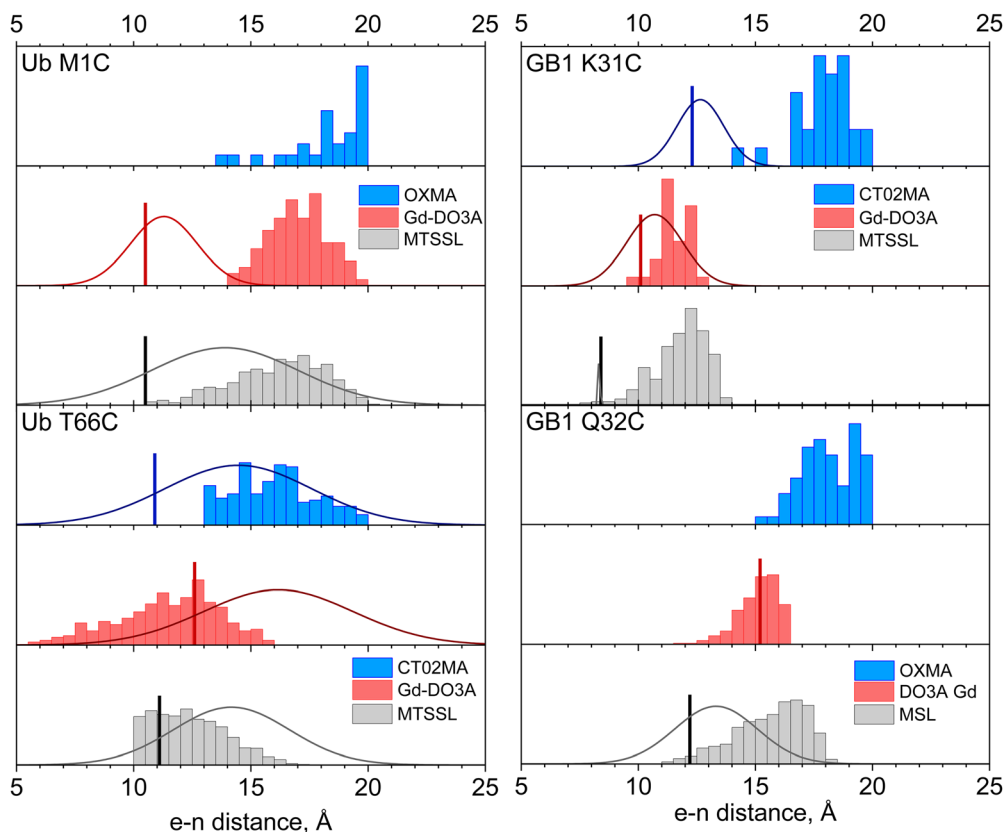 5 10 15 20 25
5 10 15 20 25
Ub M1C
OXMA
Gd-DO3A
MTSSL
Ub T66C
CT02MA
Gd-DO3A
MTSSL
5 10 15 20 25
e-n distance, Å
GB1 K31C
CT02MA
Gd-DO3A
MTSSL
GB1 Q32C
OXMA
DO3A Gd
MSL
5 10 15 20 25
e-n distance, Å